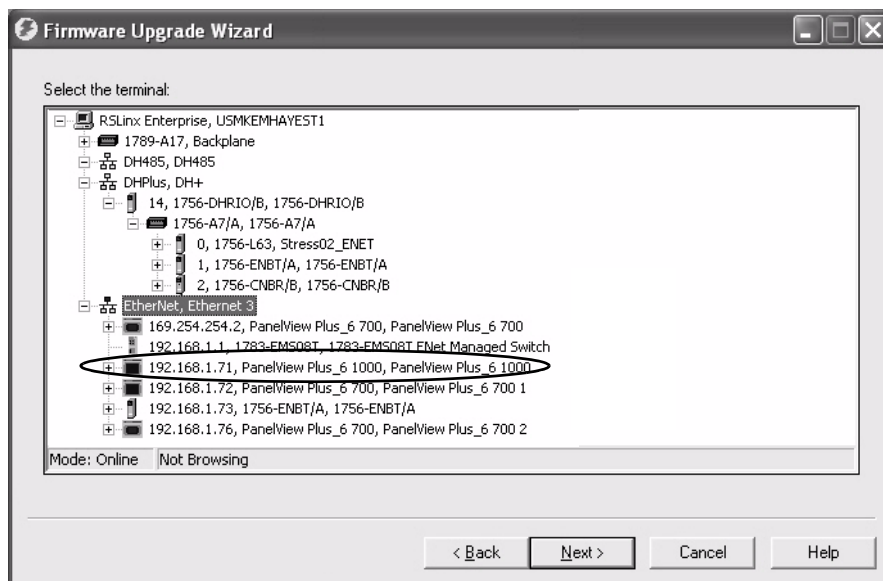 Firmware Upgrade Wizard
Select the terminal:
RSLinx Enterprise, USMKEMHAYEST1
1789-A17, Backplane
DH485, DH485
DHPlus, DH+
14, 1756-DHRIO/B, 1756-DHRIO/B
1756-A7/A, 1756-A7/A
0, 1756-L63, Stress02_ENET
1, 1756-ENBT/A, 1756-ENBT/A
2, 1756-CNBR/B, 1756-CNBR/B
EtherNet, Ethernet 3
169.254.254.2, PanelView Plus_6 700, PanelView Plus_6 700
192.168.1.1, 1783-EMS08T, 1783-EMS08T ENet Managed Switch
192.168.1.71, PanelView Plus_6 1000, PanelView Plus_6 1000
192.168.1.72, PanelView Plus_6 700, PanelView Plus_6 700 1
192.168.1.73, 1756-ENBT/A, 1756-ENBT/A
192.168.1.76, PanelView Plus_6 700, PanelView Plus_6 700 2
Mode: Online Not Browsing
< Back Next > Cancel Help